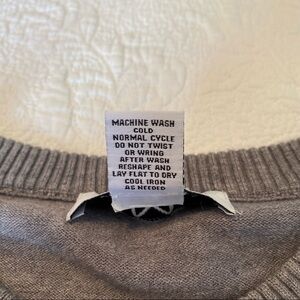 MACHINE WASH
COLD
NORMAL CYCLE
DO NOT TWIST
OR WRING
AFTER WASH
RESHAPE AND
LAY FLAT TO DRY
COOL IRON
AS NEEDED